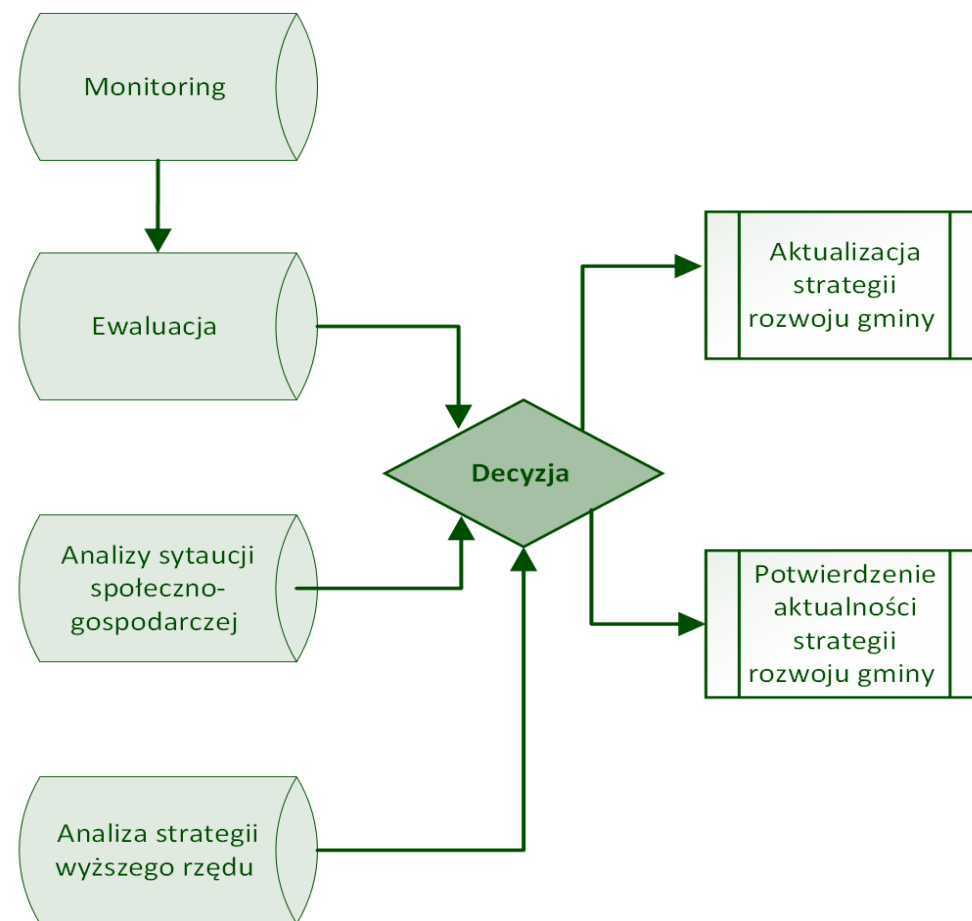 Monitoring
Ewaluacja
Aktualizacja
strategii
rozwoju gminy
Decyzja
Analizy sytaucji
społeczno-
gospodarczej
Potwierdzenie
aktualności
strategii
rozwoju gminy
Analiza strategii
wyższego rzędu